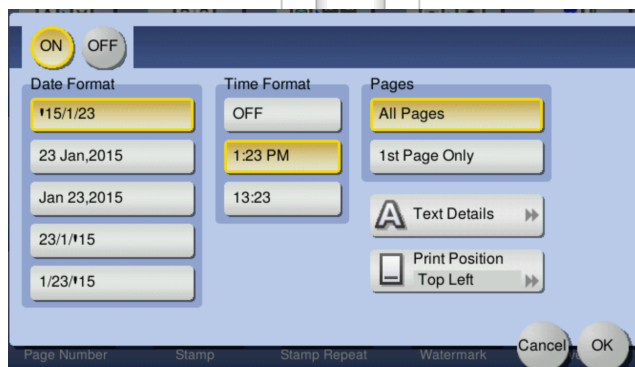 ON
OFF
Date Format
'15/1/23
23 Jan,2015
Jan 23,2015
23/1/'15
1/23/'15
Time Format
OFF
1:23 PM
13:23
Pages
All Pages
1st Page Only
A Text Details
Print Position
Top Left
Cancel
OK
Page Number
Stamp
Stamp Repeat
Watermark